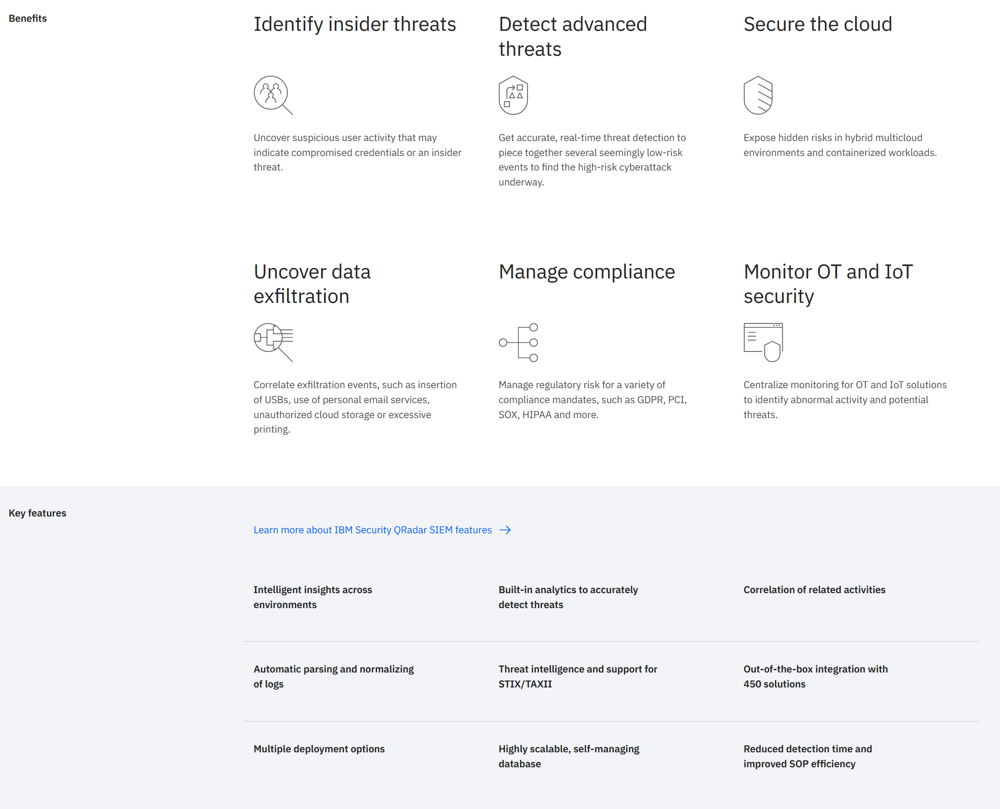 Benefits
Identify insider threats
Uncover suspicious user activity that may
indicate compromised credentials or an insider
threat.
Detect advanced
threats
Get accurate, real-time threat detection to
piece together several seemingly low-risk
events to find the high-risk cyberattack
underway.
Secure the cloud
Expose hidden risks in hybrid multicloud
environments and containerized workloads.
Uncover data
exfiltration
Correlate exfiltration events, such as insertion
of USBs, use of personal email services,
unauthorized cloud storage or excessive
printing.
Manage compliance
Manage regulatory risk for a variety of
compliance mandates, such as GDPR, PCI,
SOX, HIPAA and more.
Monitor OT and IoT
security
Centralize monitoring for OT and IoT solutions
to identify abnormal activity and potential
threats.
Key features
Learn more about IBM Security QRadar SIEM features
Intelligent insights across
environments
Built-in analytics to accurately
detect threats
Correlation of related activities
Automatic parsing and normalizing
of logs
Threat intelligence and support for
STIX/TAXII
Out-of-the-box integration with
450 solutions
Multiple deployment options
Highly scalable, self-managing
database
Reduced detection time and
improved SOP efficiency